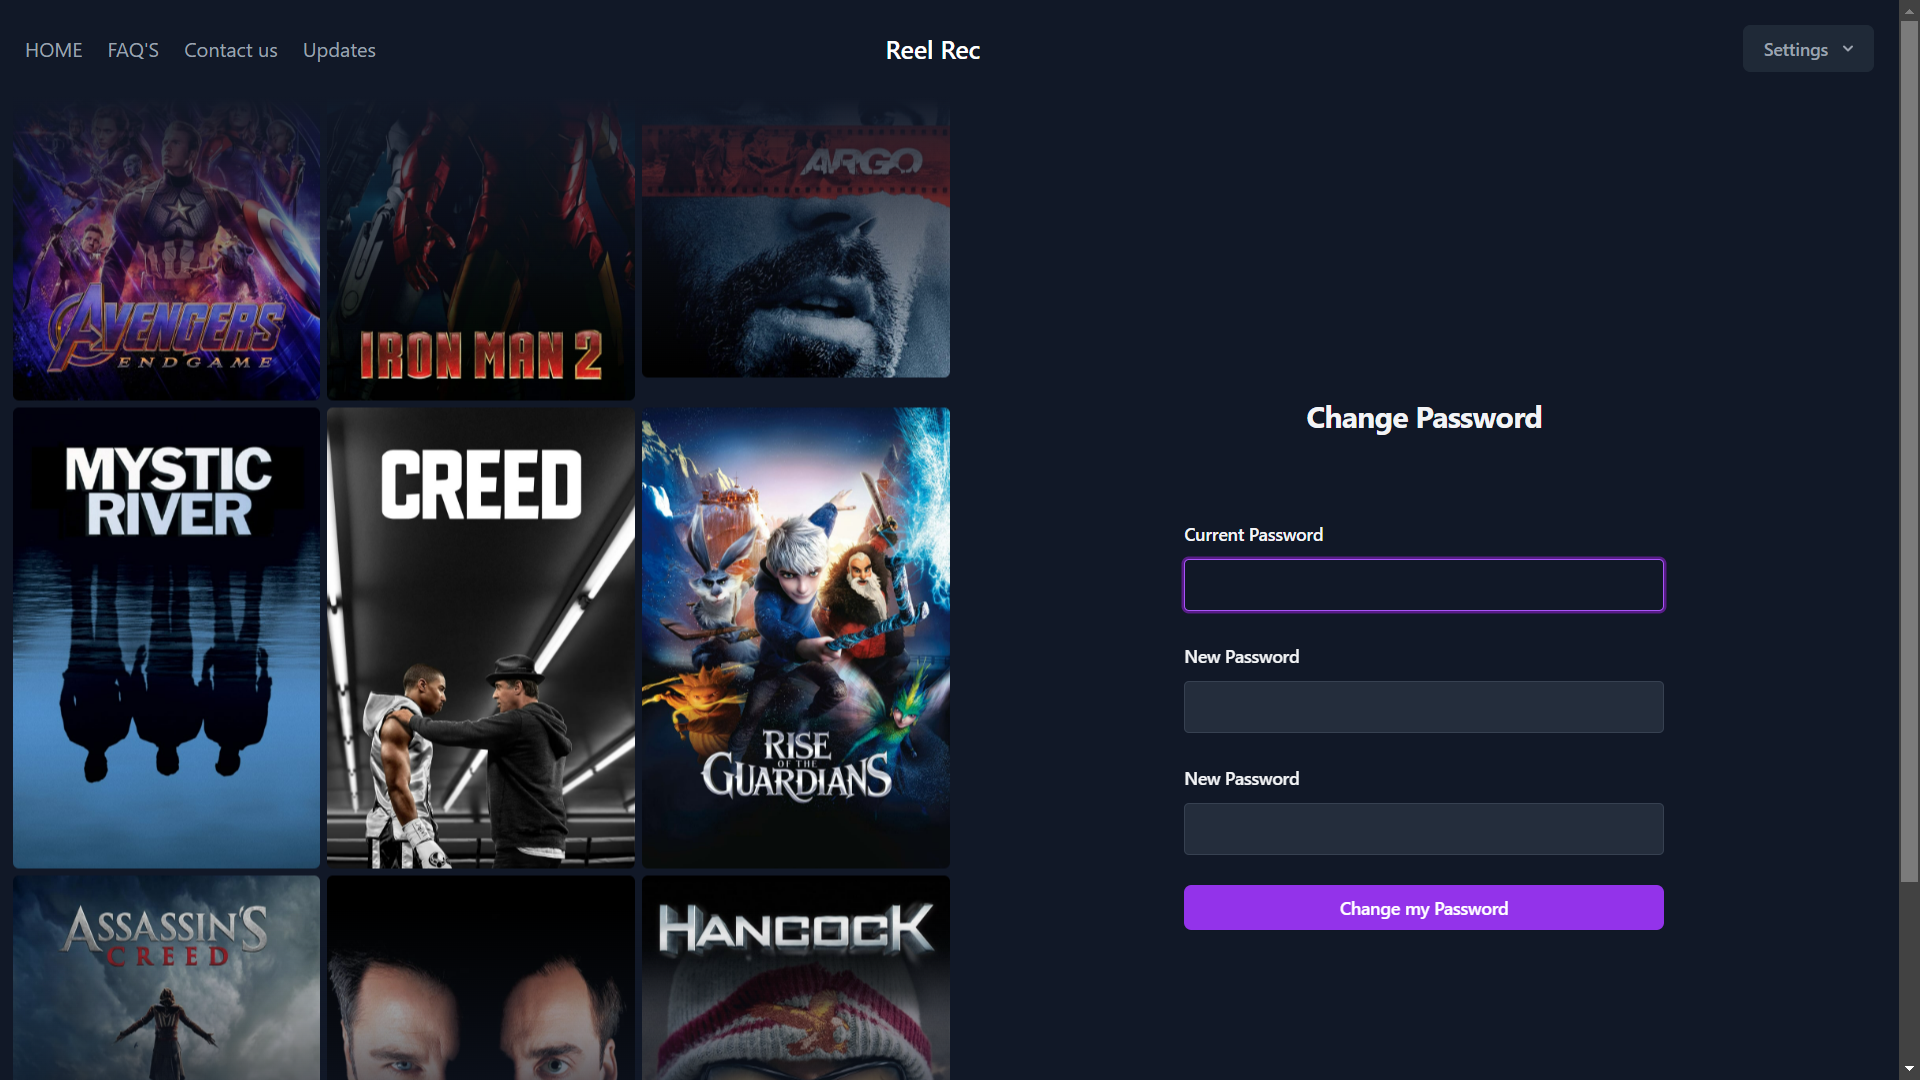 HOME FAQ'S Contact us Updates
Reel Rec
Settings
AVENGERS
ENDGAME
IRON MAN 2
ARGO
MYSTIC
RIVER
CREED
RISE
OF THE
GUARDIANS
ASSASSIN'S
CREED
HANCOCK
Change Password
Current Password
New Password
New Password
Change my Password